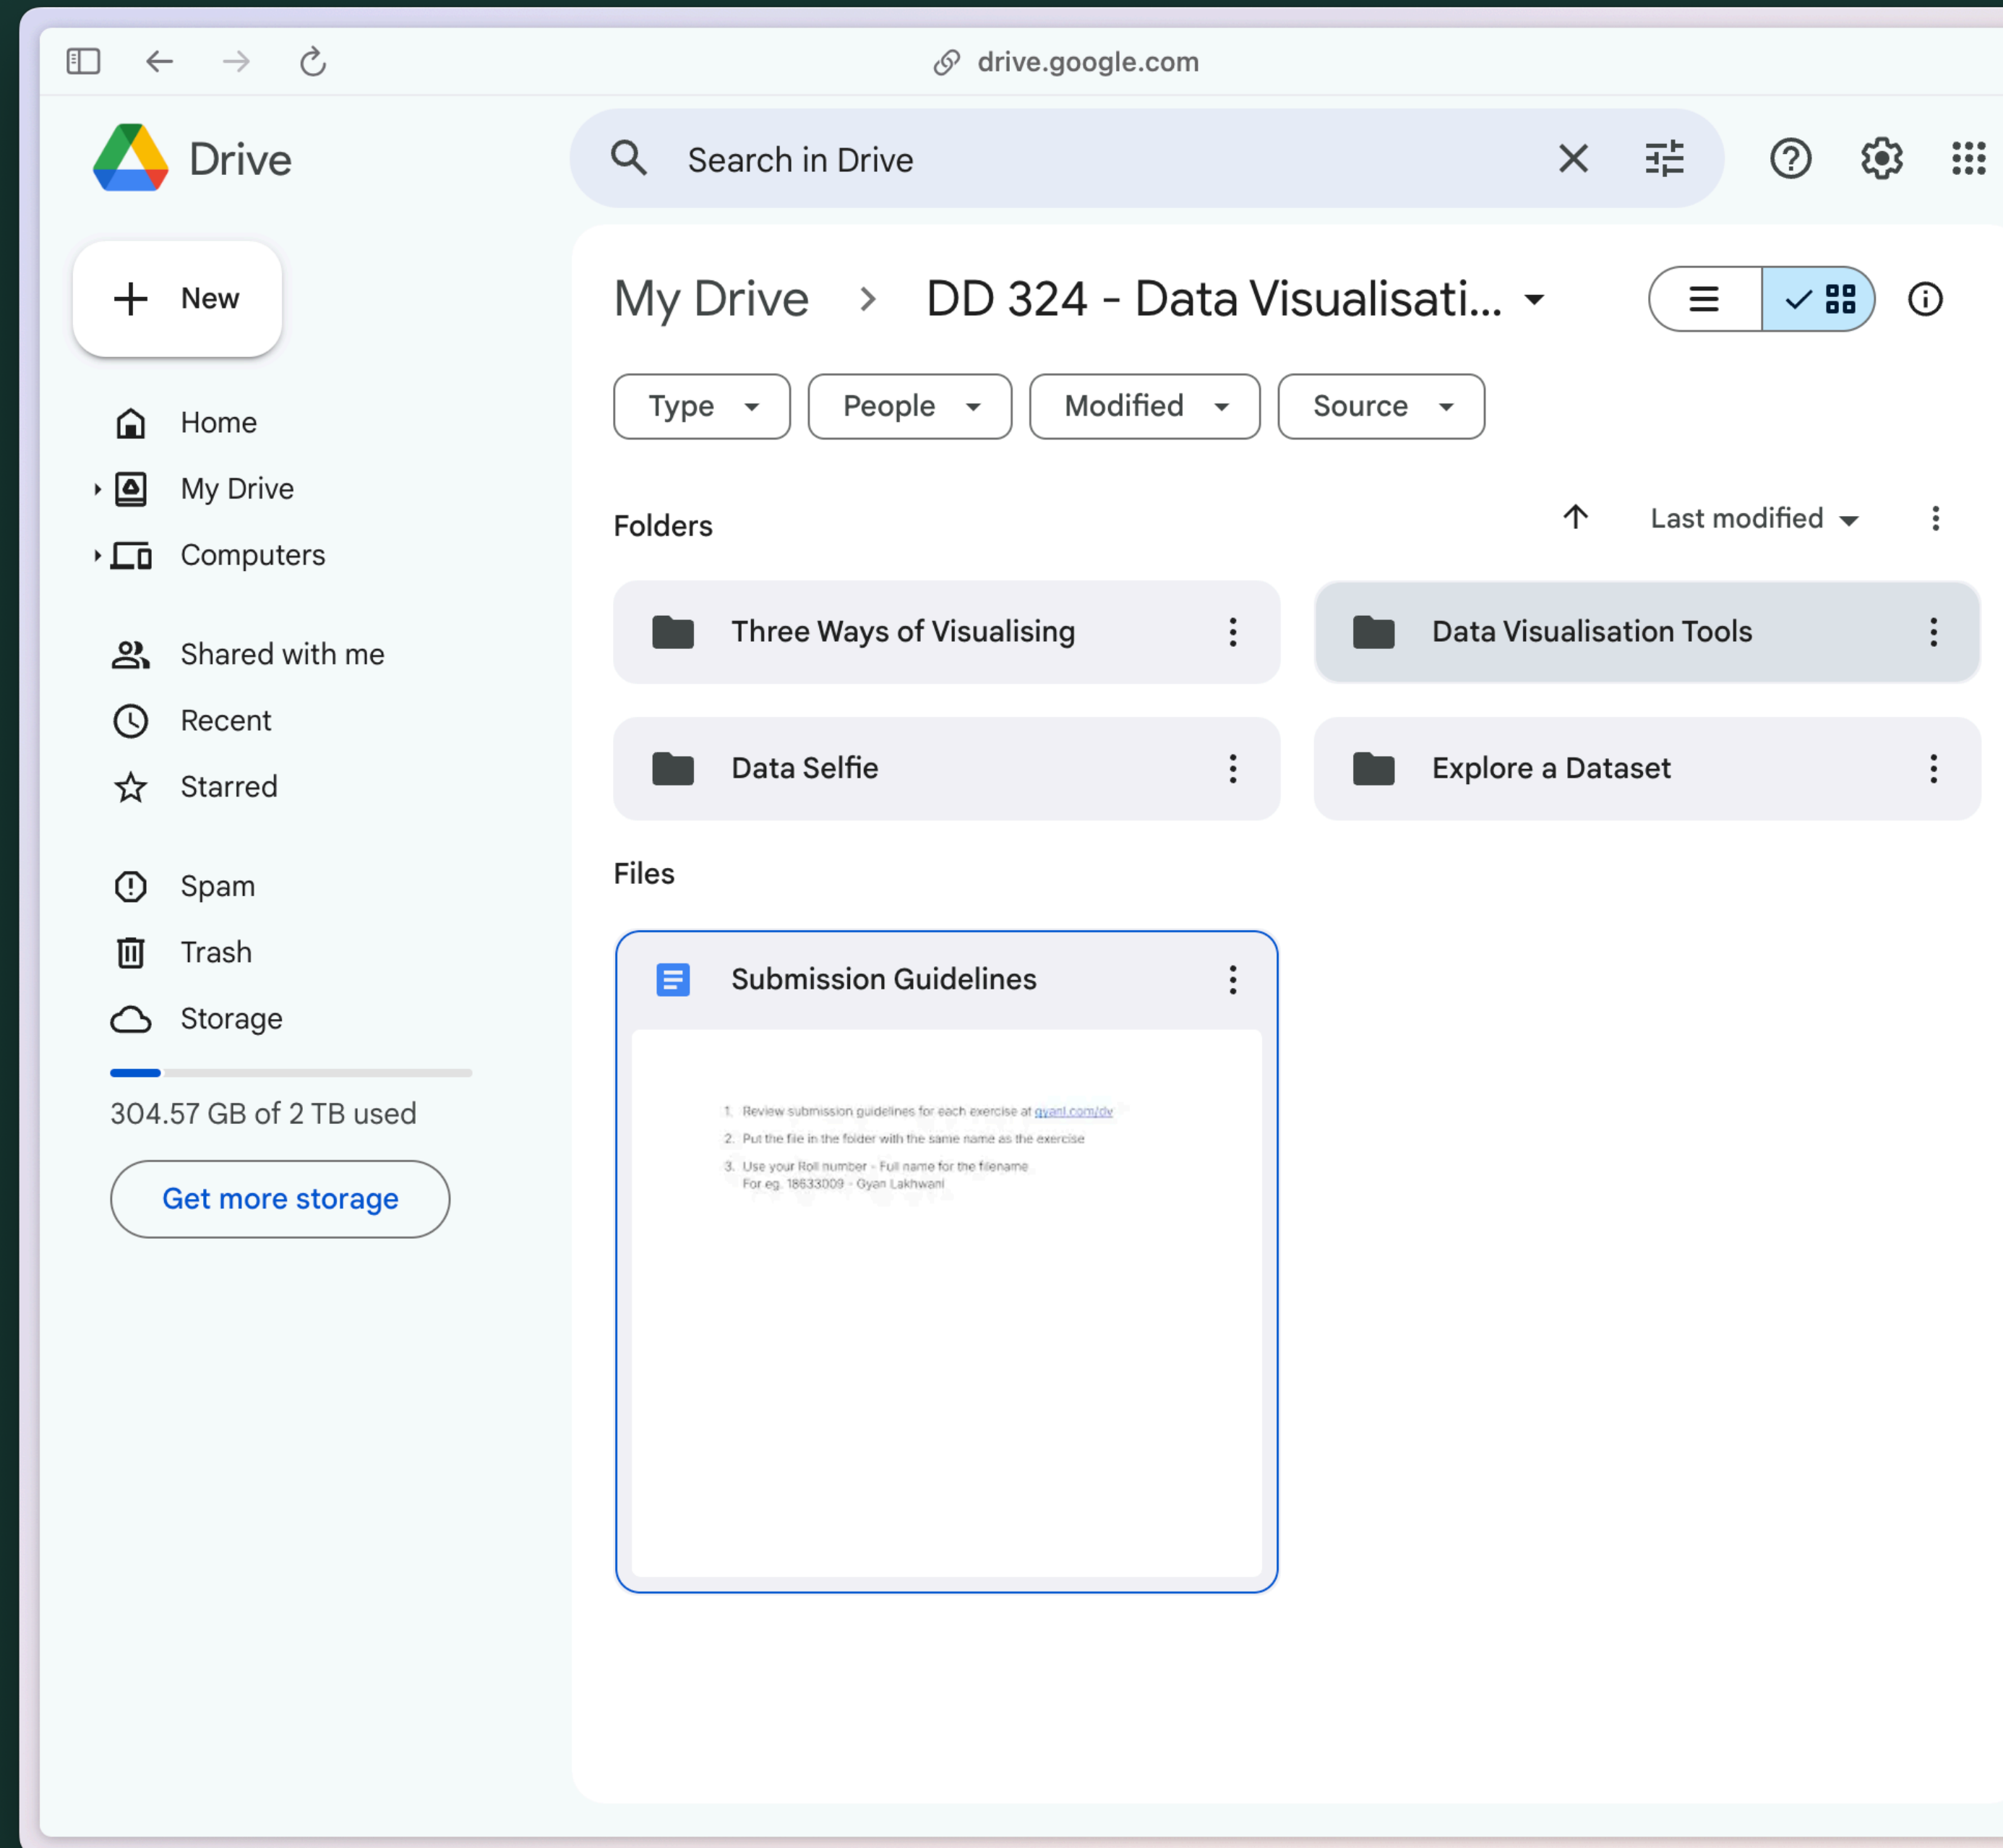 drive.google.com
Drive
Search in Drive
New
My Drive
DD 324 - Data Visualisati...
Type
People
Modified
Source
Home
My Drive
Computers
Shared with me
Recent
Starred
Spam
Trash
Storage
304.57 GB of 2 TB used
Get more storage
Folders
Last modified
Three Ways of Visualising
Data Visualisation Tools
Data Selfie
Explore a Dataset
Files
Submission Guidelines
1. Review submission guidelines for each exercise at gyanl.com/dv
2. Put the file in the folder with the same name as the exercise
3. Use your Roll number - Full name for the filename
For eg. 18633009 - Gyan Lakhwani